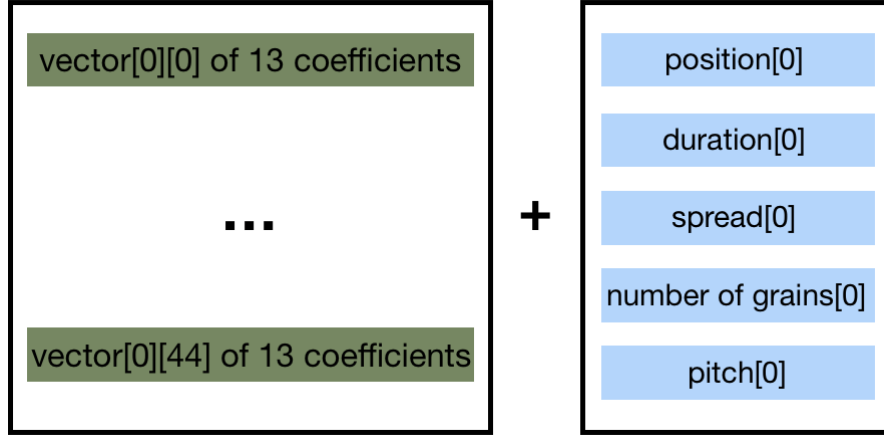 vector[0][0] of 13 coefficients
...
vector[0][44] of 13 coefficients
+
position[0]
duration[0]
spread[0]
number of grains[0]
pitch[0]